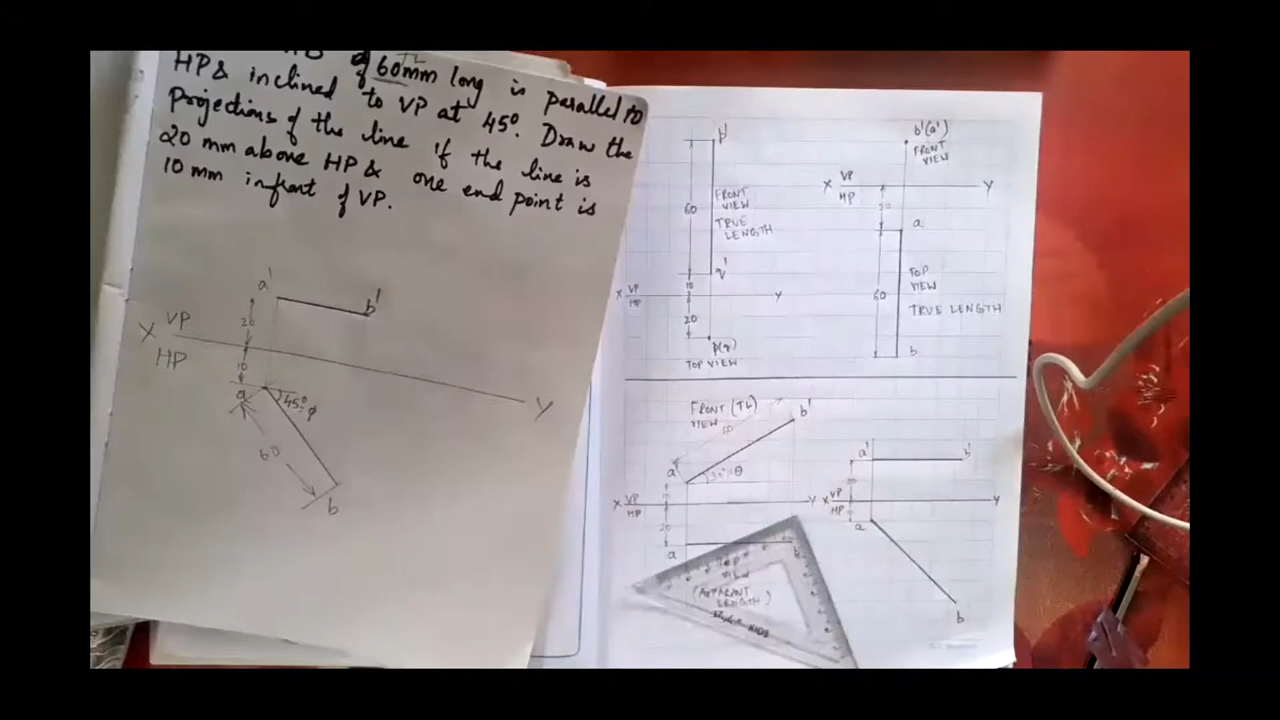 of 60mm long is parallel to
HP & inclined to VP at 45°. Draw the
projections of the line if the line is
20 mm above HP & one end point is
10 mm infront of VP.
a'
b'
20
X VP
HP
10
a
45° φ
Y
60
b
p'
60
FRONT
VIEW
TRUE
LENGTH
q'
10
X VP
HP
Y
20
p(q)
TOP VIEW
b'(a')
FRONT
VIEW
X VP
HP
Y
20
a
60
TOP
VIEW
TRUE LENGTH
b
FRONT (TL)
VIEW
b'
a'
30°=θ
X VP
HP
Y
20
a
TOP
VIEW
(APPARANT
LENGTH)
a'
b'
X VP
HP
Y
a
b